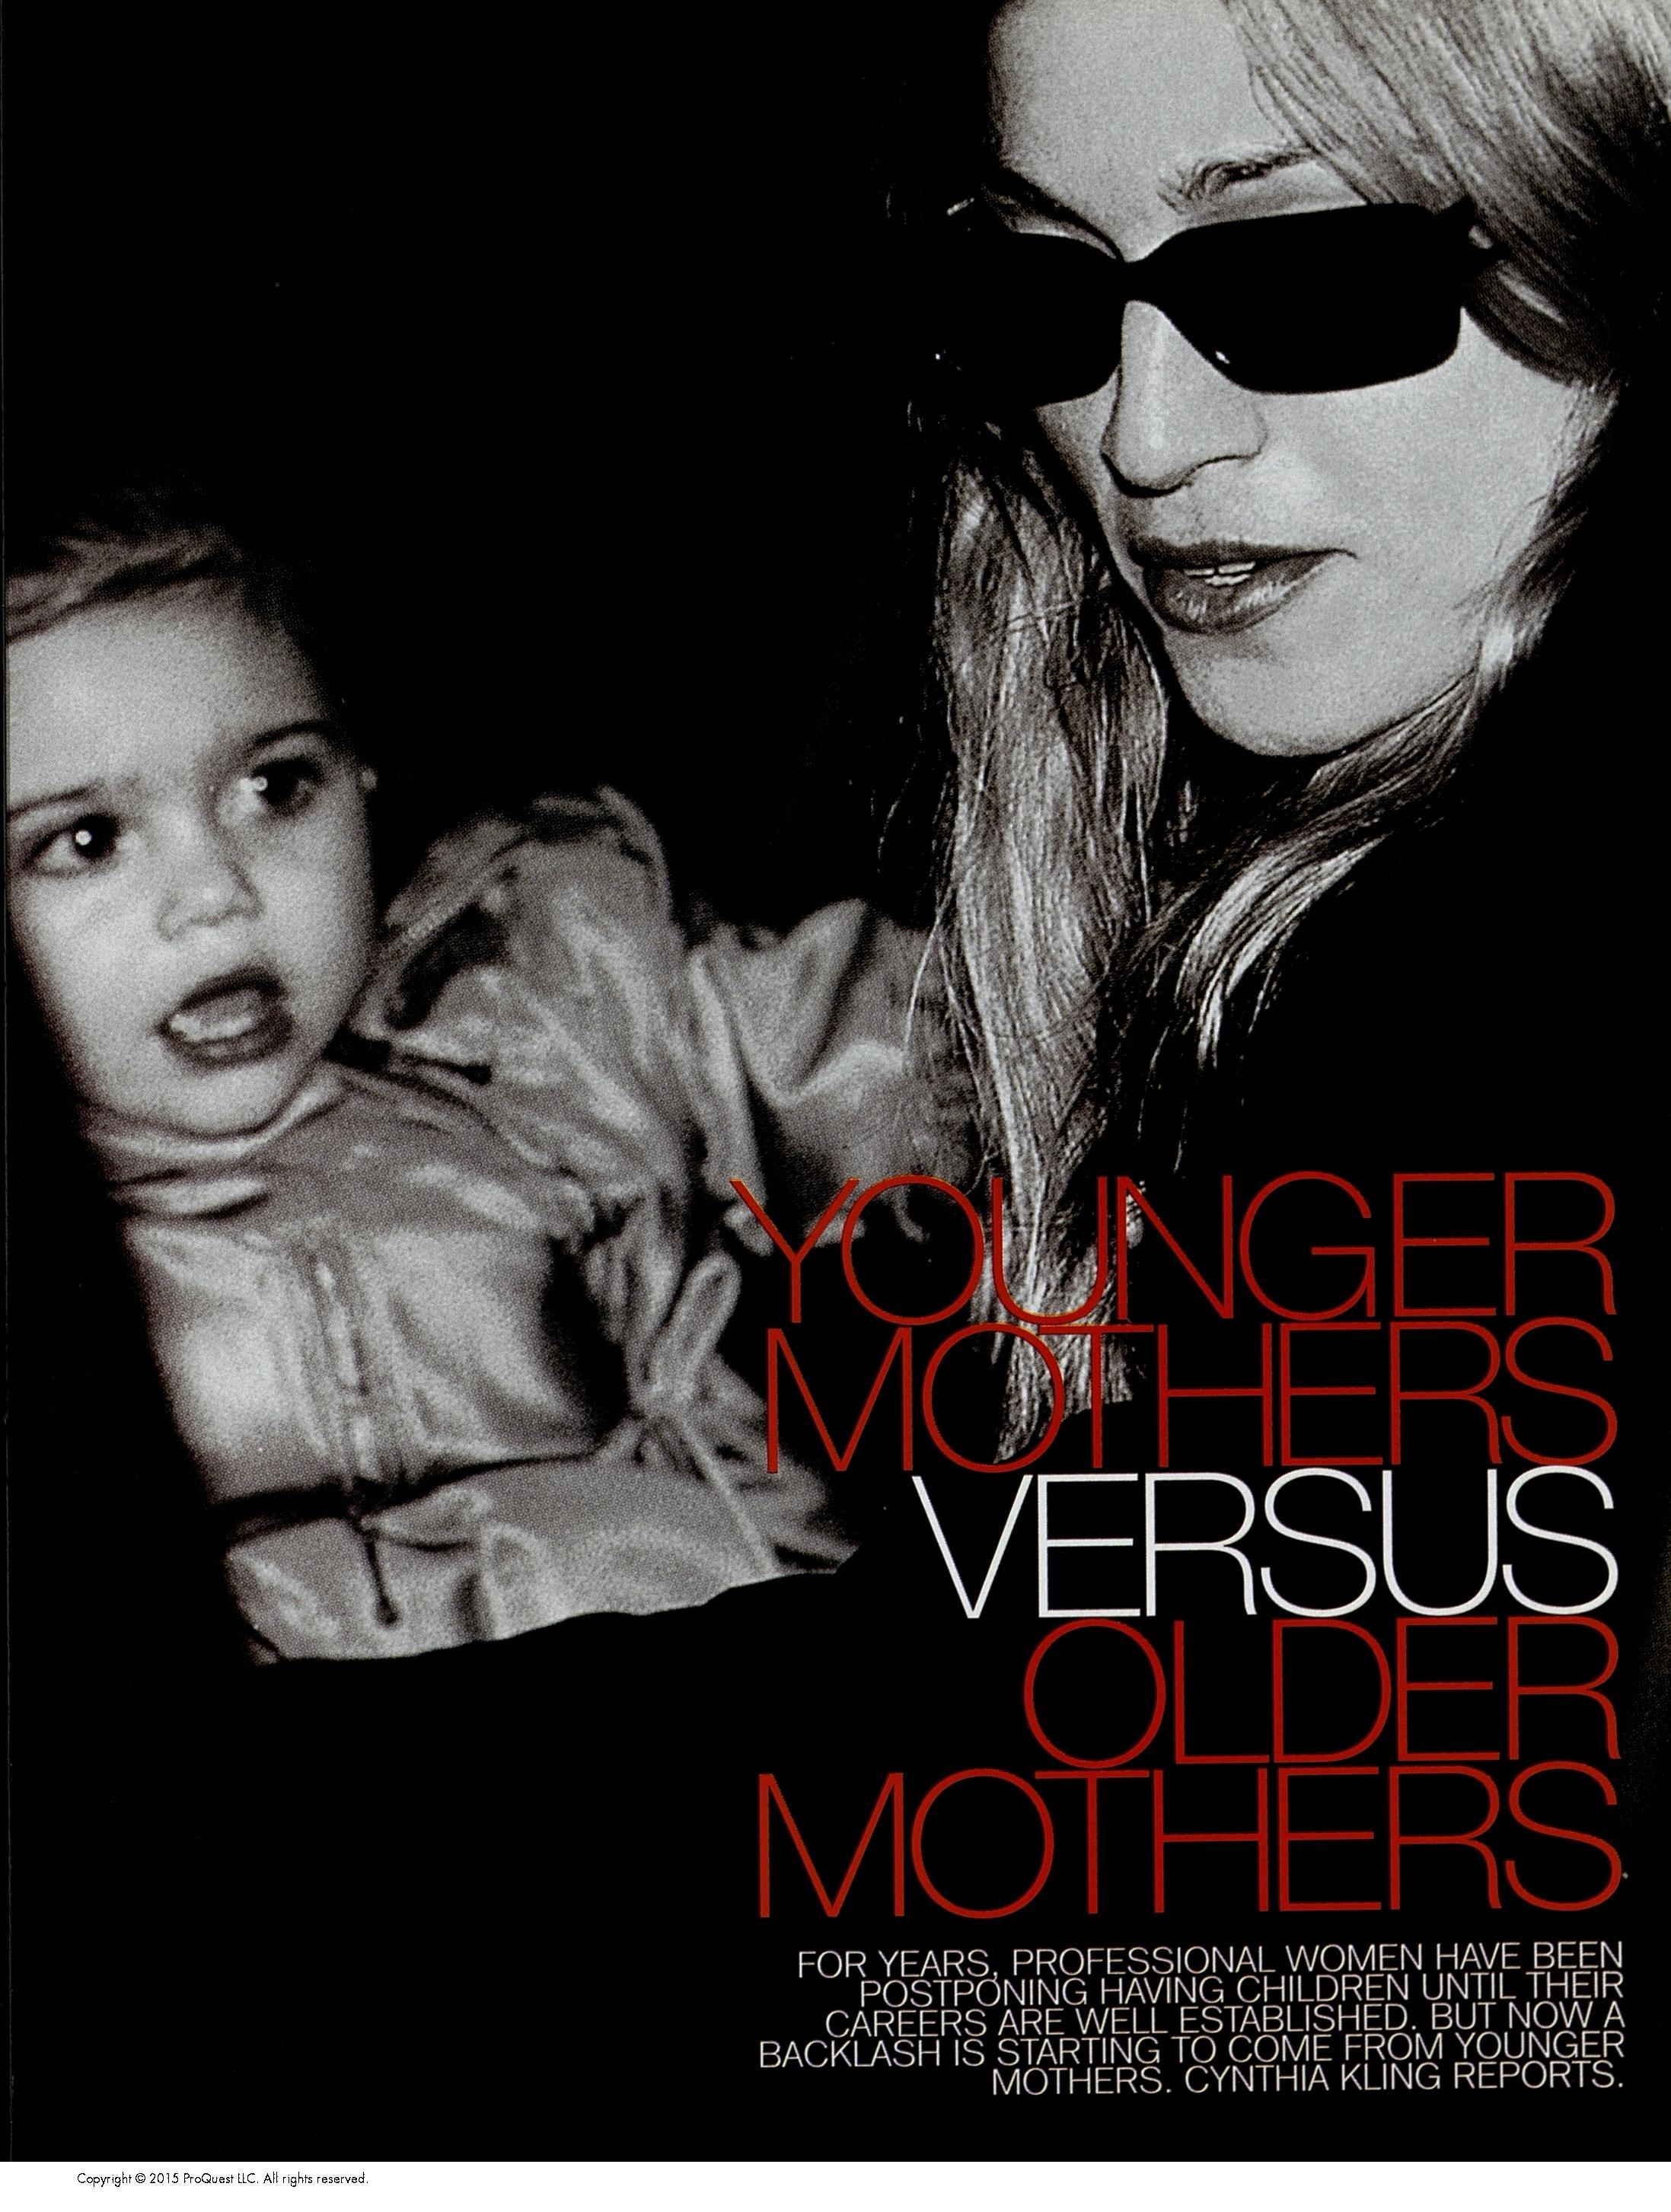 YOUNGER
MOTHERS
VERSUS
OLDER
MOTHERS
FOR YEARS, PROFESSIONAL WOMEN HAVE BEEN
POSTPONING HAVING CHILDREN UNTIL THEIR
CAREERS ARE WELL ESTABLISHED. BUT NOW A
BACKLASH IS STARTING TO COME FROM YOUNGER
MOTHERS. CYNTHIA KLING REPORTS.
Copyright © 2015 ProQuest LLC. All rights reserved.